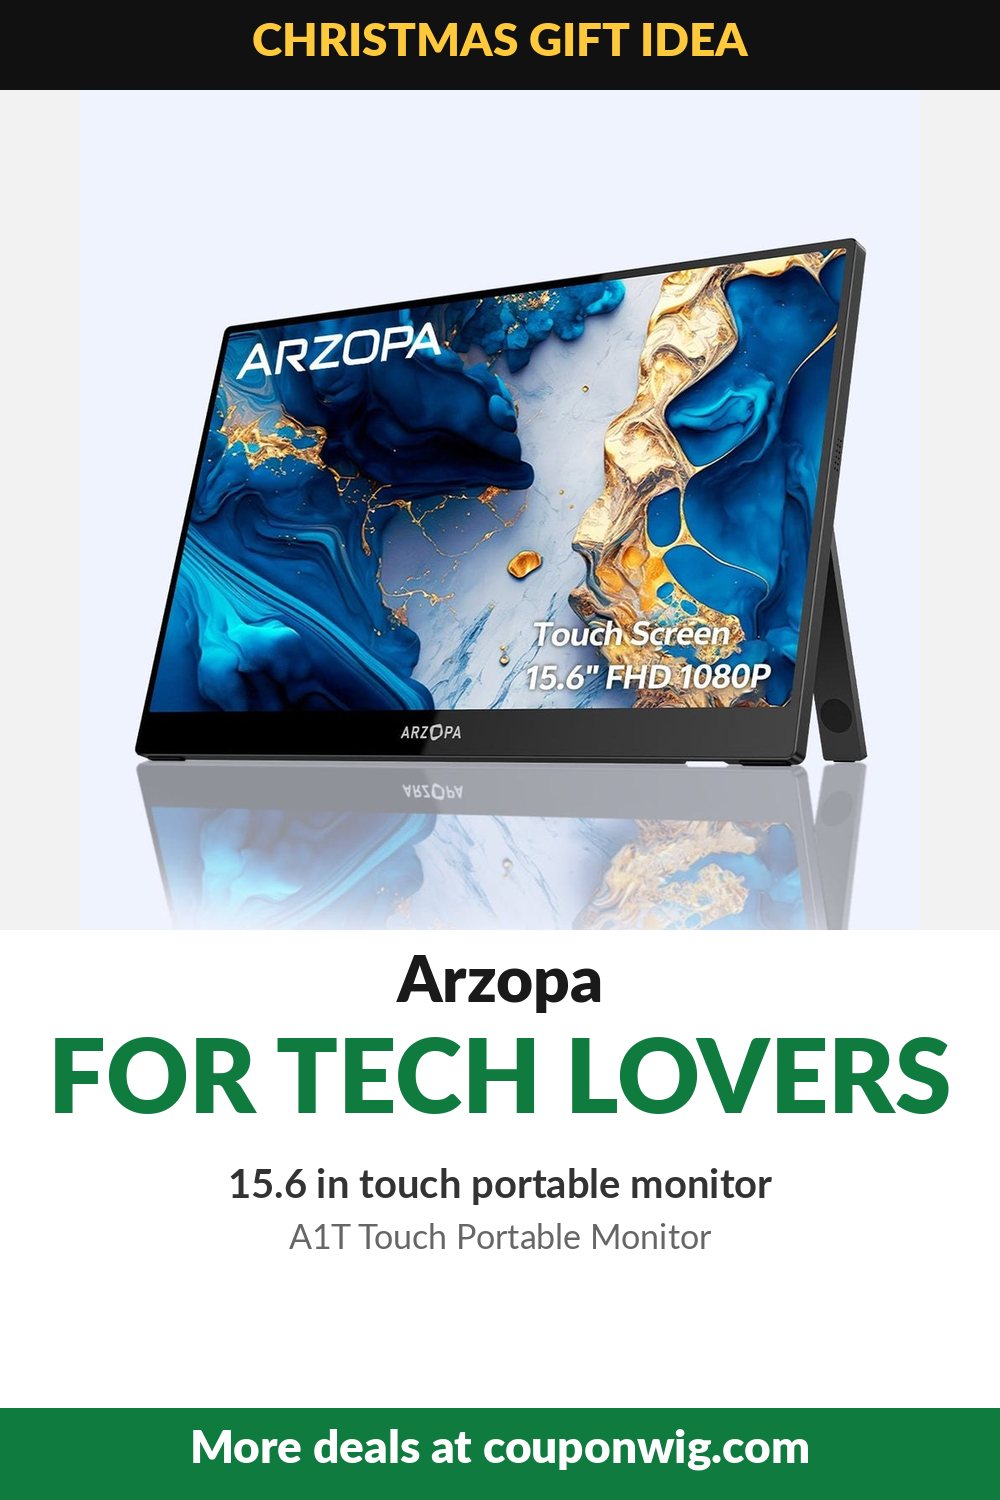 CHRISTMAS GIFT IDEA
ARZOPA
Touch Screen
15.6" FHD 1080P
ARZOPA
ARZOPA
Arzopa
FOR TECH LOVERS
15.6 in touch portable monitor
A1T Touch Portable Monitor
More deals at couponwig.com